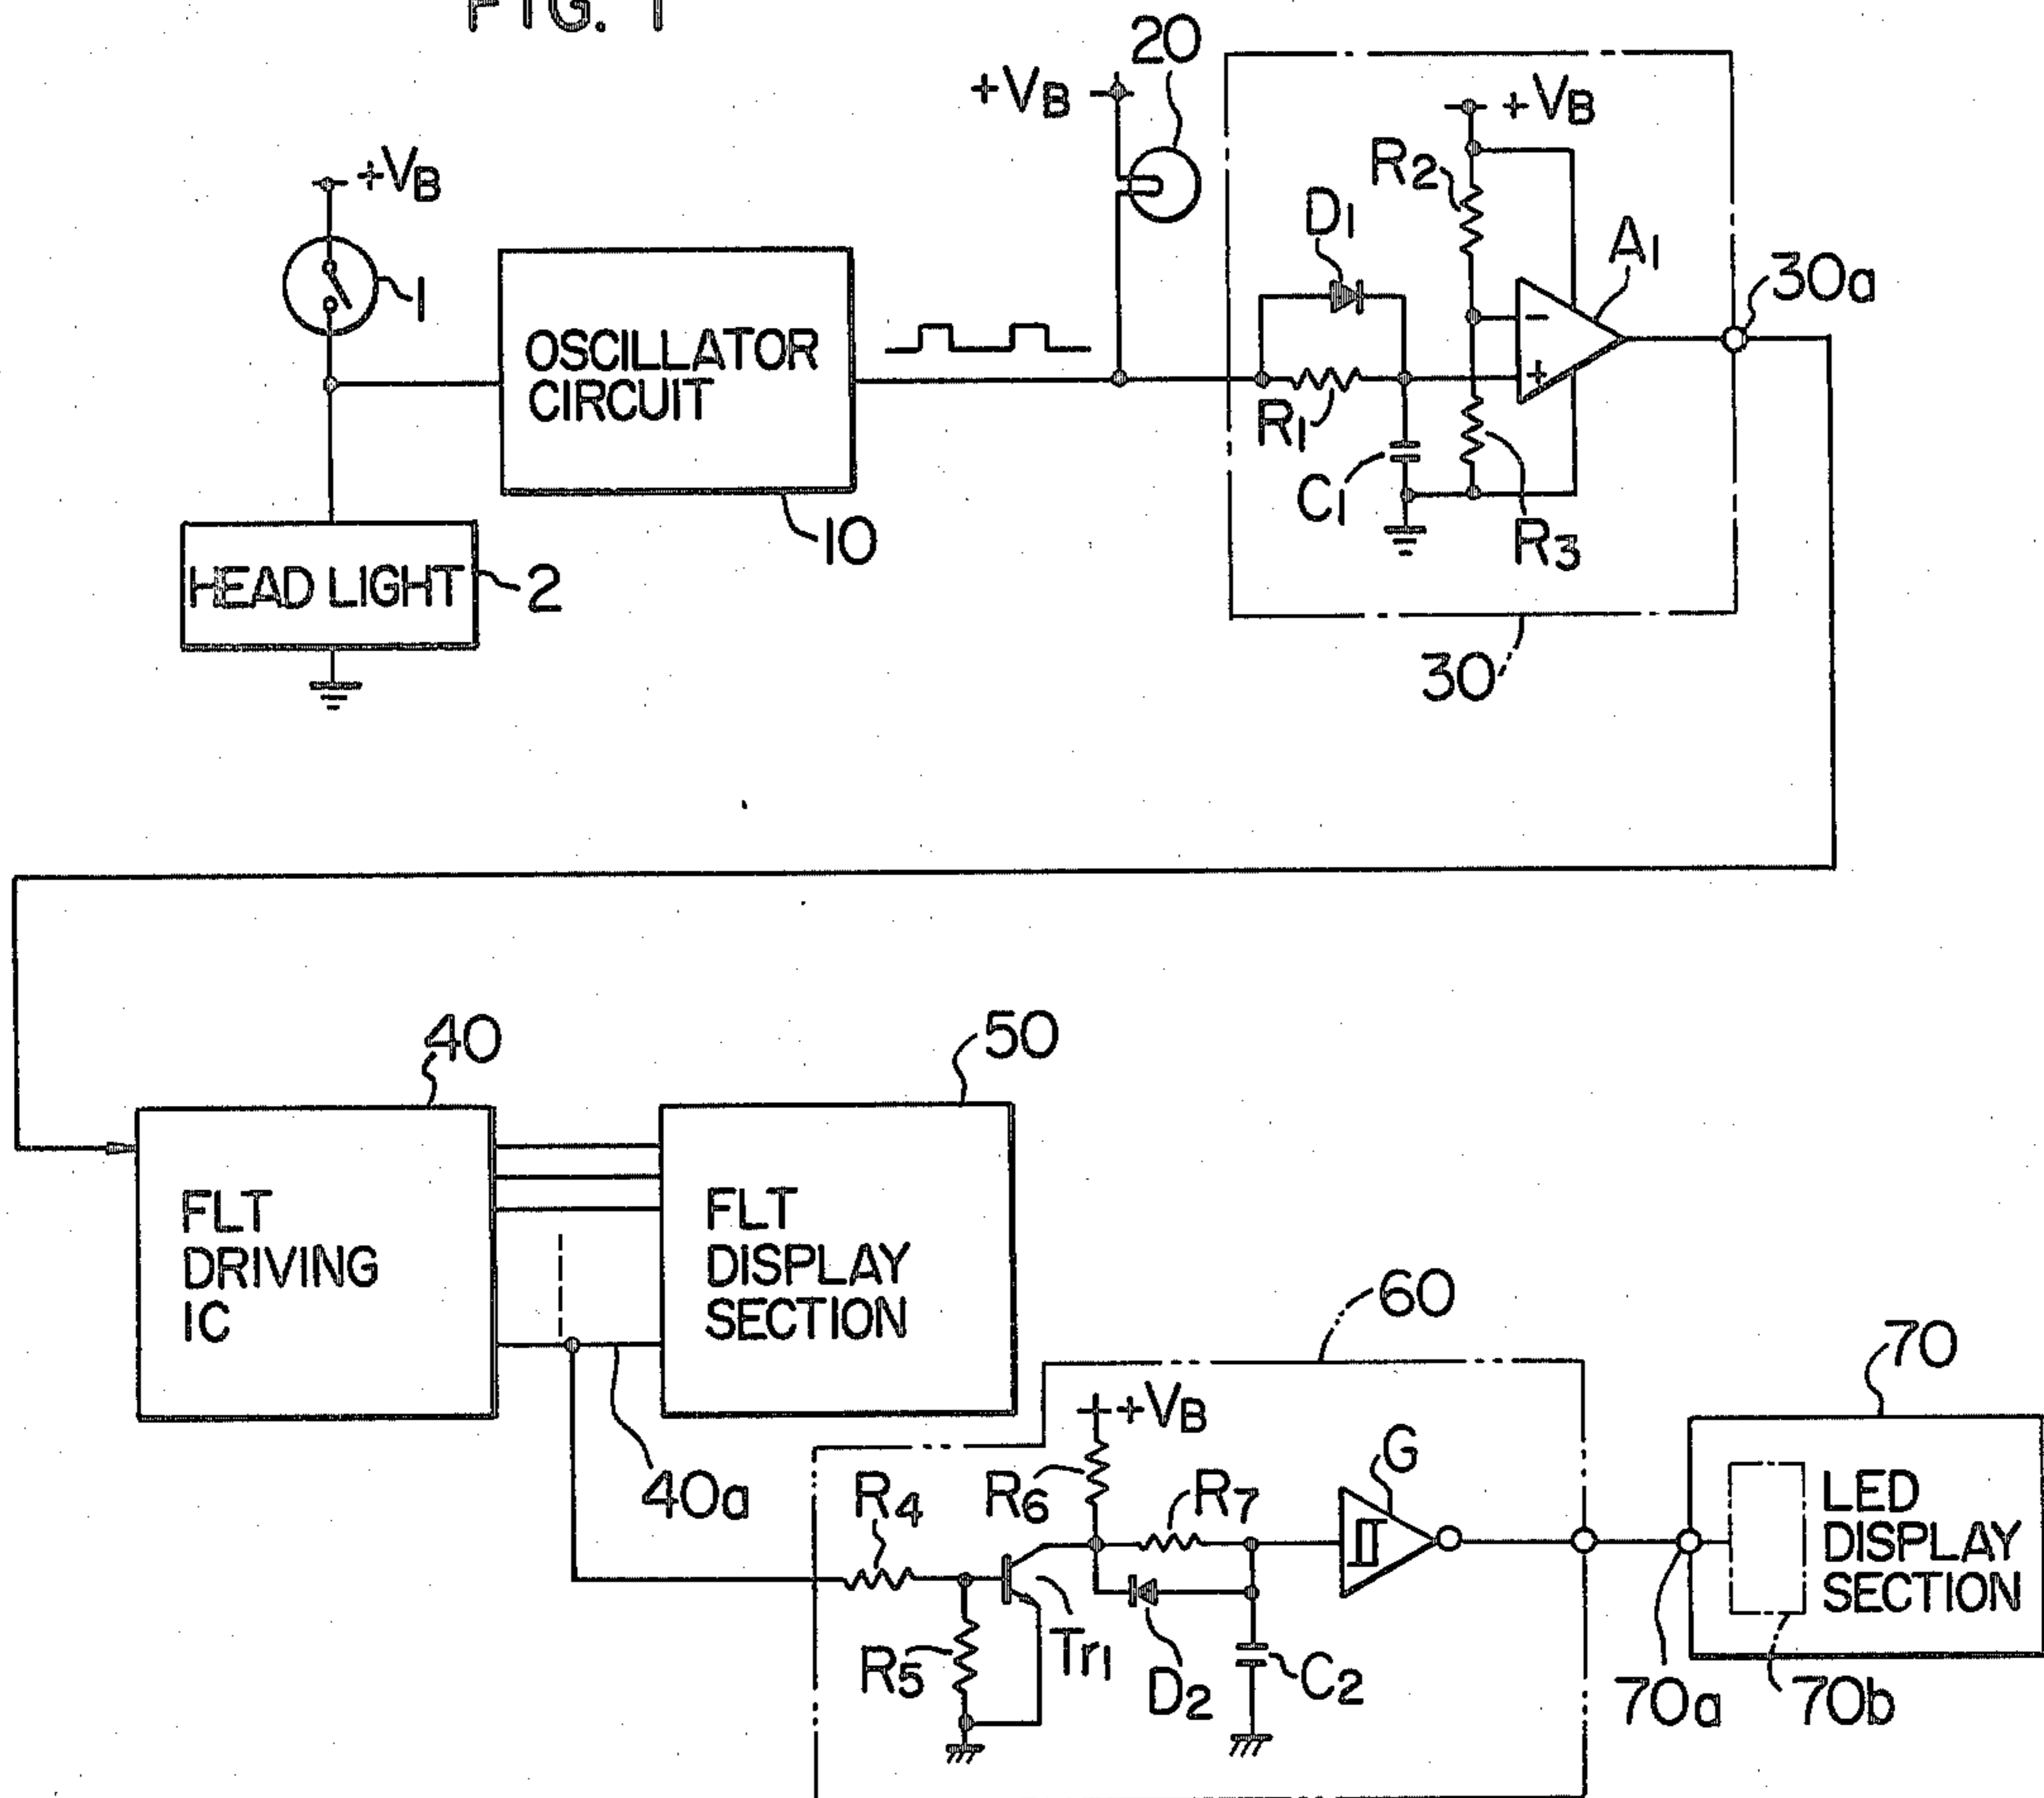 FIG. 1
20
+VB
+VB
+VB
R2
D1
A1
30a
1
OSCILLATOR
CIRCUIT
-
+
R1
C1
R3
10
HEAD LIGHT
2
30
40
50
FLT
DRIVING
IC
FLT
DISPLAY
SECTION
60
70
+VB
40a
R4
R6
R7
G
LED
DISPLAY
SECTION
R5
Tr1
D2
C2
70a
70b